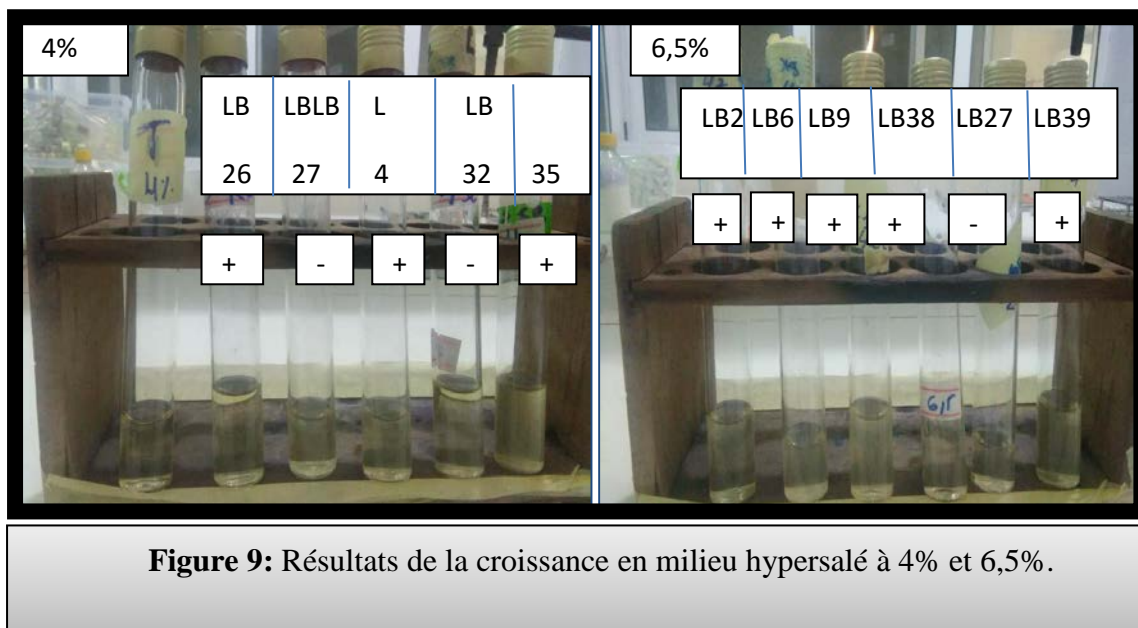 4%
LB LBLB L LB
26 27 4 32 35
+ - + - +
T
4%
6,5%
LB2 LB6 LB9 LB38 LB27 LB39
+ + + + - +
6,5
Figure 9: Résultats de la croissance en milieu hypersalé à 4% et 6,5%.